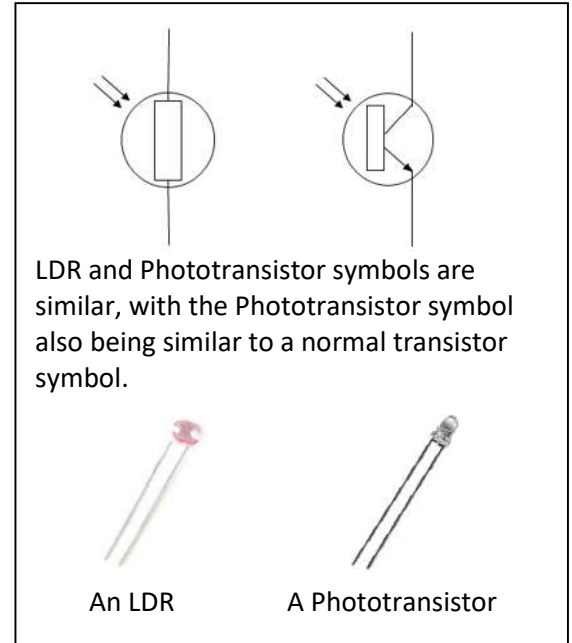 LDR and Phototransistor symbols are
similar, with the Phototransistor symbol
also being similar to a normal transistor
symbol.
An LDR
A Phototransistor